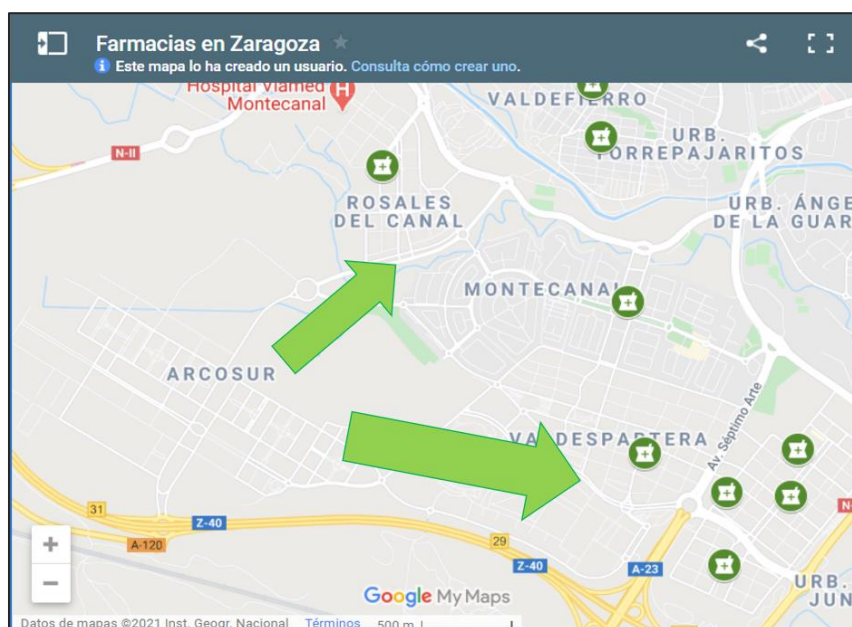 Farmacias en Zaragoza
Este mapa lo ha creado un usuario. Consulta cómo crear uno.
Hospital Viamed
Montecanal
H
VALDEFIERRO
N-II
URB.
TORREPAJARITOS
ROSALES
DEL CANAL
URB. ÁNGE
DE LA GUAR
MONTECANAL
ARCOSUR
Av. Séptimo Arte
VALDESPARTERA
31
Z-40
N-
A-120
29
Z-40
A-23
URB.
JUN
Google My Maps
Datos de mapas ©2021 Inst. Geogr. Nacional Términos 500 m